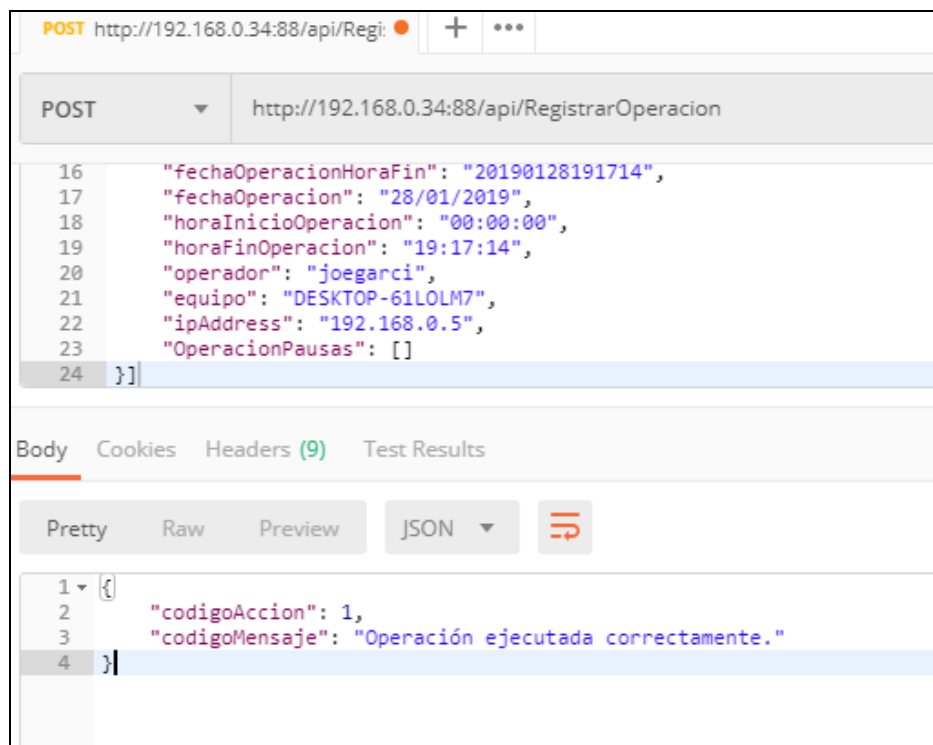 POST http://192.168.0.34:88/api/Regi:
POST http://192.168.0.34:88/api/RegistrarOperacion
16 "fechaOperacionHoraFin": "20190128191714",
17 "fechaOperacion": "28/01/2019",
18 "horaInicioOperacion": "00:00:00",
19 "horaFinOperacion": "19:17:14",
20 "operador": "joegarci",
21 "equipo": "DESKTOP-61LOLM7",
22 "ipAddress": "192.168.0.5",
23 "OperacionPausas": []
24 }]
Body Cookies Headers (9) Test Results
Pretty Raw Preview JSON
1 {
2 "codigoAccion": 1,
3 "codigoMensaje": "Operación ejecutada correctamente."
4 }